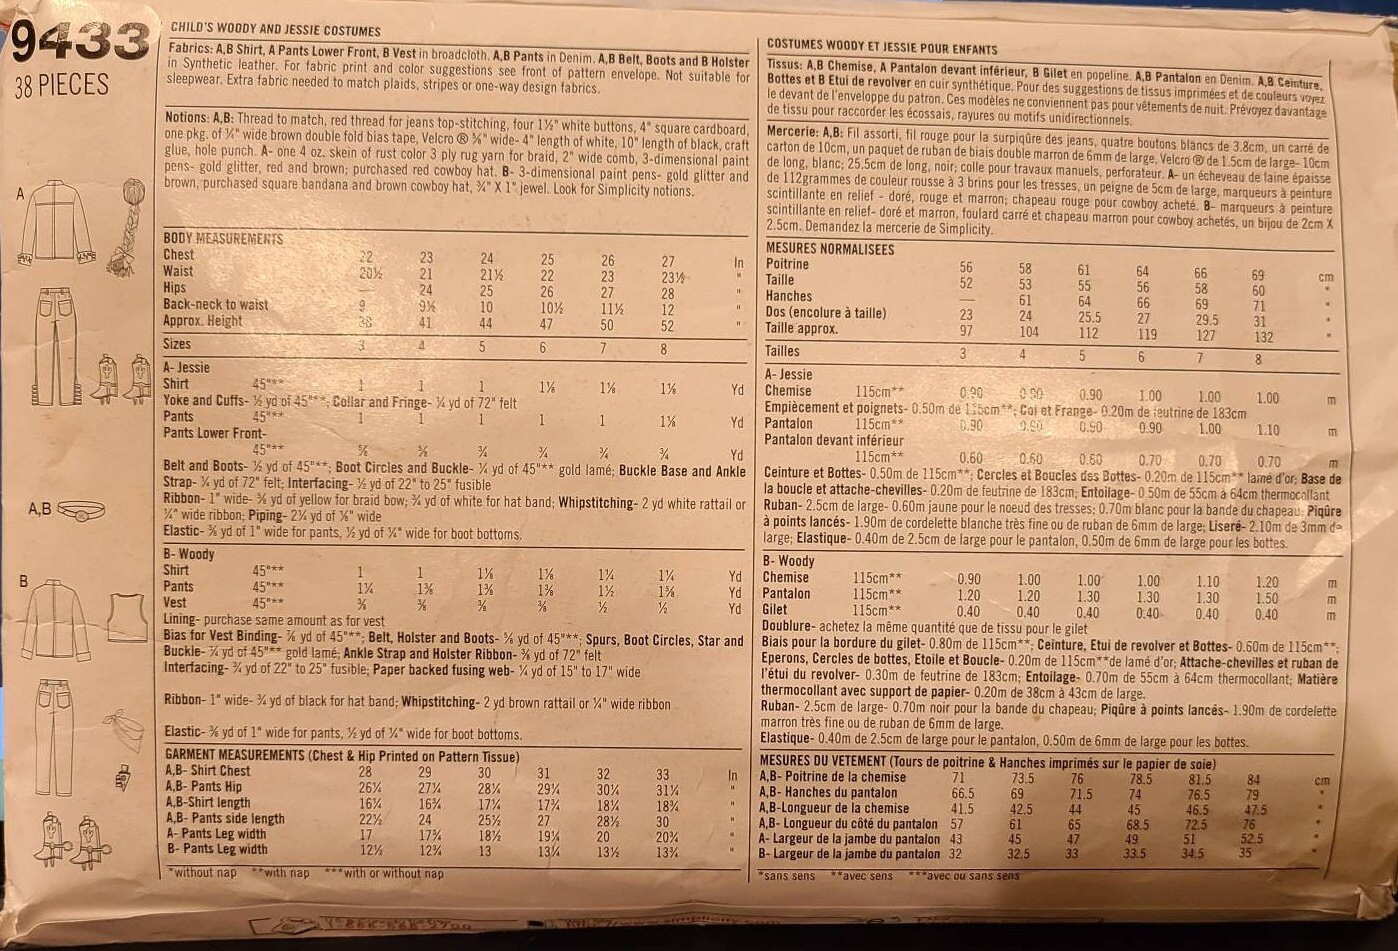 9433
38 PIECES
CHILD'S WOODY AND JESSIE COSTUMES
Fabrics: A,B Shirt, A Pants Lower Front, B Vest in broadcloth. A,B Pants in Denim. A,B Belt, Boots and B Holster
in Synthetic leather. For fabric print and color suggestions see front of pattern envelope. Not suitable for
sleepwear. Extra fabric needed to match plaids, stripes or one-way design fabrics.
Notions: A,B: Thread to match, red thread for jeans top-stitching, four 1½" white buttons, 4" square cardboard,
one pkg. of ¼" wide brown double fold bias tape, Velcro ® ⅝" wide- 4" length of white, 10" length of black, craft
glue, hole punch. A- one 4 oz. skein of rust color 3 ply rug yarn for braid, 2" wide comb, 3-dimensional paint
pens- gold glitter, red and brown; purchased red cowboy hat. B- 3-dimensional paint pens- gold glitter and
brown, purchased square bandana and brown cowboy hat, ¾" X 1" jewel. Look for Simplicity notions.
A
A,B
B
BODY MEASUREMENTS
Chest 22 23 24 25 26 27 In
Waist 20½ 21 21½ 22 23 23½ "
Hips — 24 25 26 27 28 "
Back-neck to waist 9 9½ 10 10½ 11½ 12 "
Approx. Height 38 41 44 47 50 52 "
Sizes 3 4 5 6 7 8
A- Jessie
Shirt 45"** 1 1 1 1⅛ 1⅛ 1⅛ Yd
Yoke and Cuffs- ½ yd of 45"**; Collar and Fringe- ¼ yd of 72" felt
Pants 45"** 1 1 1 1 1 1⅛ Yd
Pants Lower Front-
45"** ⅝ ⅝ ¾ ¾ ¾ ¾ Yd
Belt and Boots- ½ yd of 45"**; Boot Circles and Buckle- ¼ yd of 45"** gold lamé; Buckle Base and Ankle
Strap- ¼ yd of 72" felt; Interfacing- ½ yd of 22" to 25" fusible
Ribbon- 1" wide- ⅝ yd of yellow for braid bow; ¾ yd of white for hat band; Whipstitching- 2 yd white rattail or
¼" wide ribbon; Piping- 2¼ yd of ⅛" wide
Elastic- ⅜ yd of 1" wide for pants, ½ yd of ¼" wide for boot bottoms.
B- Woody
Shirt 45"** 1 1 1⅛ 1⅛ 1¼ 1¼ Yd
Pants 45"** 1¼ 1⅜ 1⅜ 1⅜ 1½ 1⅝ Yd
Vest 45"** ⅜ ⅜ ⅜ ⅜ ½ ½ Yd
Lining- purchase same amount as for vest
Bias for Vest Binding- ⅞ yd of 45"**; Belt, Holster and Boots- ⅝ yd of 45"**; Spurs, Boot Circles, Star and
Buckle- ¼ yd of 45"** gold lamé; Ankle Strap and Holster Ribbon- ⅜ yd of 72" felt
Interfacing- ¾ yd of 22" to 25" fusible; Paper backed fusing web- ¼ yd of 15" to 17" wide
Ribbon- 1" wide- ¾ yd of black for hat band; Whipstitching- 2 yd brown rattail or ¼" wide ribbon
Elastic- ⅜ yd of 1" wide for pants, ½ yd of ¼" wide for boot bottoms.
GARMENT MEASUREMENTS (Chest & Hip Printed on Pattern Tissue)
A,B- Shirt Chest 28 29 30 31 32 33 In
A,B- Pants Hip 26¼ 27¼ 28¼ 29¼ 30¼ 31¼ "
A,B-Shirt length 16¼ 16¾ 17¼ 17¾ 18¼ 18¾ "
A,B- Pants side length 22½ 24 25½ 27 28½ 30 "
A- Pants Leg width 17 17¾ 18½ 19¼ 20 20¾ "
B- Pants Leg width 12½ 12¾ 13 13¼ 13½ 13¾ "
*without nap **with nap ***with or without nap
COSTUMES WOODY ET JESSIE POUR ENFANTS
Tissus: A,B Chemise, A Pantalon devant inférieur, B Gilet en popeline. A,B Pantalon en Denim. A,B Ceinture,
Bottes et B Etui de revolver en cuir synthétique. Pour des suggestions de tissus imprimées et de couleurs voyez
le devant de l'enveloppe du patron. Ces modèles ne conviennent pas pour vêtements de nuit. Prévoyez davantage
de tissu pour raccorder les écossais, rayures ou motifs unidirectionnels.
Mercerie: A,B: Fil assorti, fil rouge pour la surpiqûre des jeans, quatre boutons blancs de 3.8cm, un carré de
carton de 10cm, un paquet de ruban de biais double marron de 6mm de large, Velcro ® de 1.5cm de large- 10cm
de long, blanc; 25.5cm de long, noir; colle pour travaux manuels, perforateur. A- un écheveau de laine épaisse
de 112grammes de couleur rousse à 3 brins pour les tresses, un peigne de 5cm de large, marqueurs à peinture
scintillante en relief - doré, rouge et marron; chapeau rouge pour cowboy acheté. B- marqueurs à peinture
scintillante en relief- doré et marron, foulard carré et chapeau marron pour cowboy achetés, un bijou de 2cm X
2.5cm. Demandez la mercerie de Simplicity.
MESURES NORMALISEES
Poitrine 56 58 61 64 66 69 cm
Taille 52 53 55 56 58 60 "
Hanches — 61 64 66 69 71 "
Dos (encolure à taille) 23 24 25.5 27 29.5 31 "
Taille approx. 97 104 112 119 127 132 "
Tailles 3 4 5 6 7 8
A- Jessie
Chemise 115cm** 0.90 0.90 0.90 1.00 1.00 1.00 m
Empiècement et poignets- 0.50m de 115cm**; Col et Frange- 0.20m de feutrine de 183cm
Pantalon 115cm** 0.90 0.90 0.90 0.90 1.00 1.10 m
Pantalon devant inférieur
115cm** 0.60 0.60 0.60 0.70 0.70 0.70 m
Ceinture et Bottes- 0.50m de 115cm**; Cercles et Boucles des Bottes- 0.20m de 115cm** lamé d'or; Base de
la boucle et attache-chevilles- 0.20m de feutrine de 183cm; Entoilage- 0 50m de 55cm à 64cm thermocollant
Ruban- 2.5cm de large- 0.60m jaune pour le noeud des tresses; 0.70m blanc pour la bande du chapeau; Piqûre
à points lancés- 1.90m de cordelette blanche très fine ou de ruban de 6mm de large; Liseré- 2.10m de 3mm de
large; Elastique- 0.40m de 2.5cm de large pour le pantalon, 0.50m de 6mm de large pour les bottes.
B- Woody
Chemise 115cm** 0.90 1.00 1.00 1.00 1.10 1.20 m
Pantalon 115cm** 1.20 1.20 1.30 1.30 1.30 1.50 m
Gilet 115cm** 0.40 0.40 0.40 0.40 0.40 0.40 m
Doublure- achetez la même quantité que de tissu pour le gilet
Biais pour la bordure du gilet- 0.80m de 115cm**; Ceinture, Etui de revolver et Bottes- 0.60m de 115cm**;
Eperons, Cercles de bottes, Etoile et Boucle- 0.20m de 115cm**de lamé d'or; Attache-chevilles et ruban de
l'étui du revolver- 0.30m de feutrine de 183cm; Entoilage- 0.70m de 55cm à 64cm thermocollant; Matière
thermocollant avec support de papier- 0.20m de 38cm à 43cm de large.
Ruban- 2.5cm de large- 0.70m noir pour la bande du chapeau; Piqûre à points lancés- 1.90m de cordelette
marron très fine ou de ruban de 6mm de large.
Elastique- 0.40m de 2.5cm de large pour le pantalon, 0.50m de 6mm de large pour les bottes.
MESURES DU VETEMENT (Tours de poitrine & Hanches imprimés sur le papier de soie)
A,B- Poitrine de la chemise 71 73.5 76 78.5 81.5 84 cm
A,B- Hanches du pantalon 66.5 69 71.5 74 76.5 79 "
A,B-Longueur de la chemise 41.5 42.5 44 45 46.5 47.5 "
A,B- Longueur du côté du pantalon 57 61 65 68.5 72.5 76 "
A- Largeur de la jambe du pantalon 43 45 47 49 51 52.5 "
B- Largeur de la jambe du pantalon 32 32.5 33 33.5 34.5 35 "
*sans sens **avec sens ***avec ou sans sens